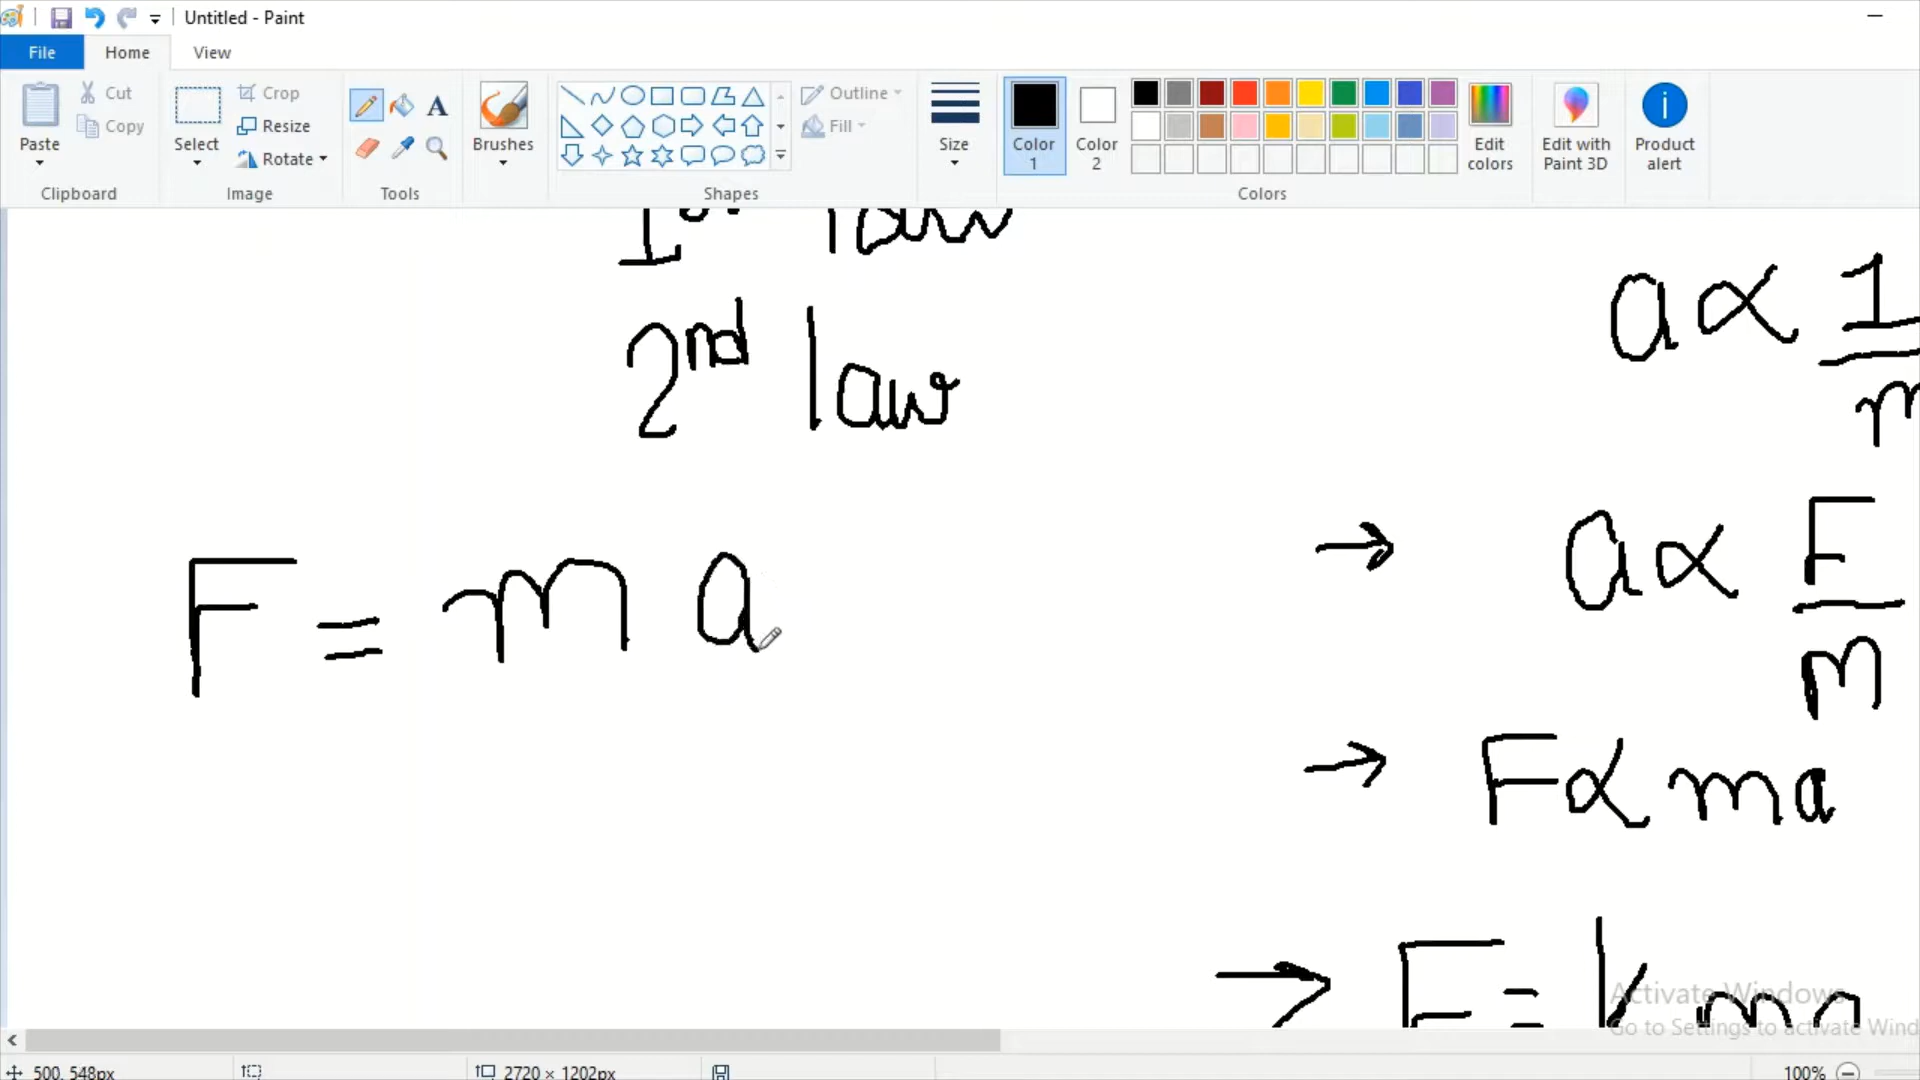 Untitled - Paint
File Home View
Paste
Cut
Copy
Clipboard
Select
Crop
Resize
Rotate
Image
A
Tools
Brushes
Shapes
Outline
Fill
Size
Color 1
Color 2
Edit colors
Colors
Edit with Paint 3D
Product alert
1st law
2nd law
F = m a
a ∝ 1/m
→ a ∝ F/m
→ F ∝ ma
→ F = k ma
Activate Windows
Go to Settings to activate Wind
500, 548px
2720 × 1202px
100%